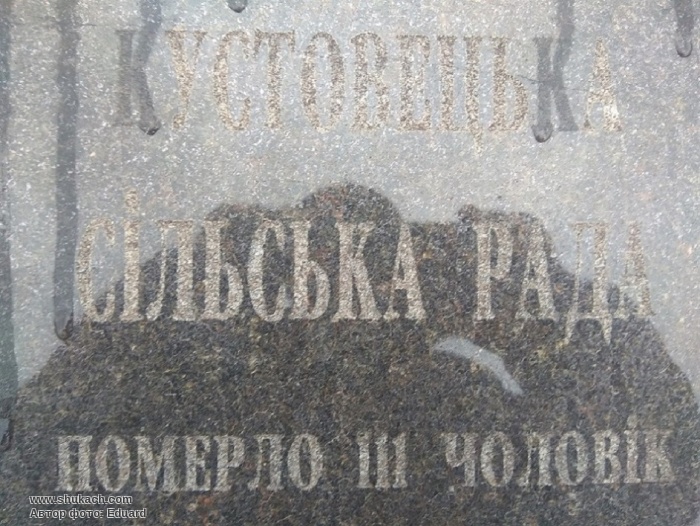 КУСТОВЕЦЬКА
СІЛЬСЬКА РАДА
ПОМЕРЛО 111 ЧОЛОВІК
www.shukach.com
Автор фото: Eduard